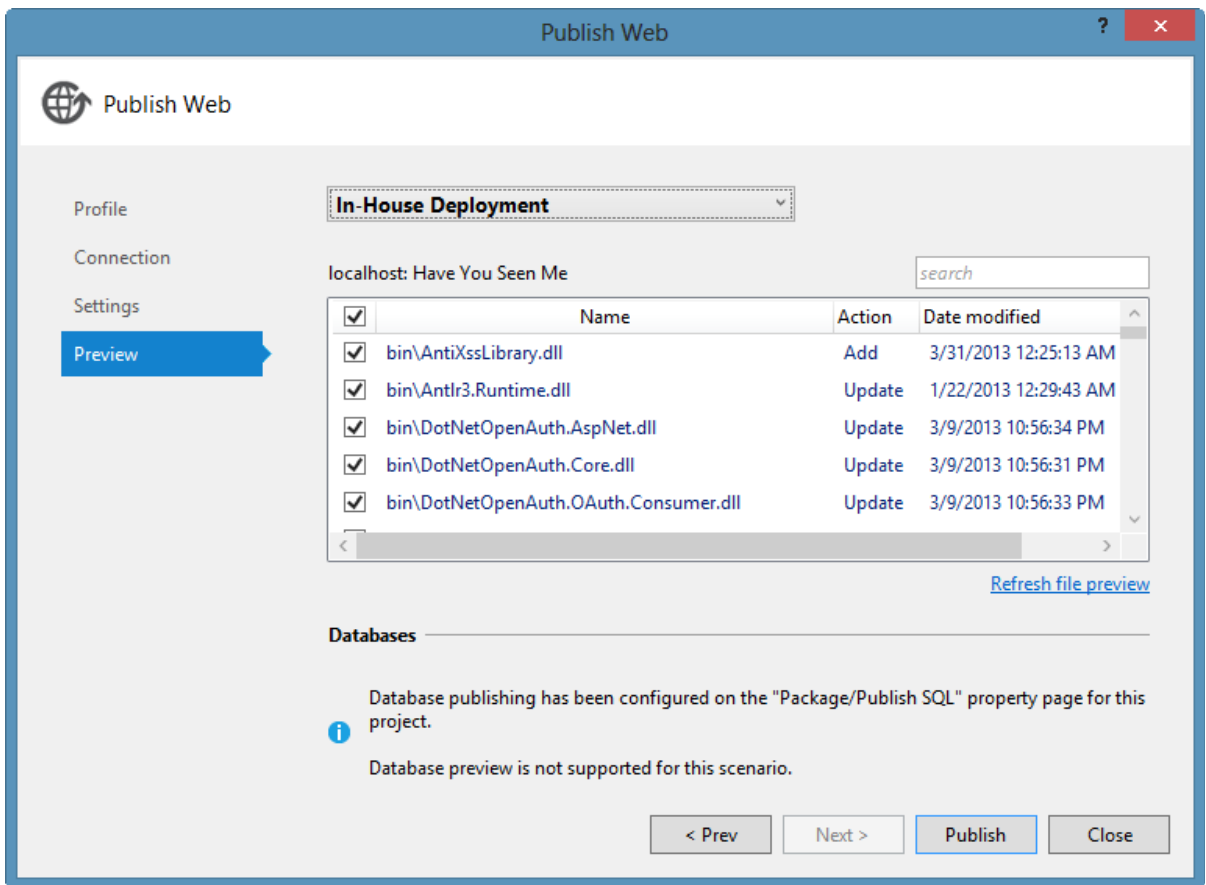 Publish Web
?
Publish Web
Profile
Connection
Settings
Preview
In-House Deployment
localhost: Have You Seen Me
search
Name Action Date modified
bin\AntiXssLibrary.dll Add 3/31/2013 12:25:13 AM
bin\Antlr3.Runtime.dll Update 1/22/2013 12:29:43 AM
bin\DotNetOpenAuth.AspNet.dll Update 3/9/2013 10:56:34 PM
bin\DotNetOpenAuth.Core.dll Update 3/9/2013 10:56:31 PM
bin\DotNetOpenAuth.OAuth.Consumer.dll Update 3/9/2013 10:56:33 PM
Refresh file preview
Databases
Database publishing has been configured on the "Package/Publish SQL" property page for this
project.
Database preview is not supported for this scenario.
< Prev Next > Publish Close